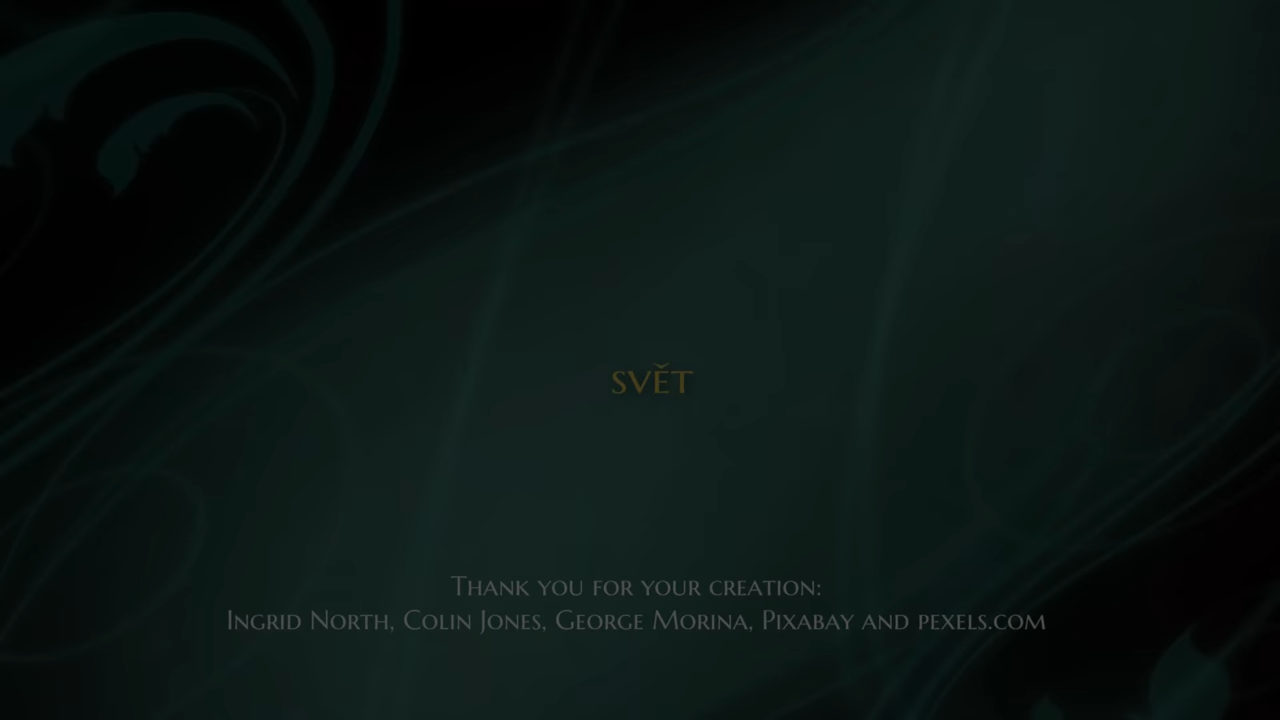 SVĚT
Thank you for your creation:
Ingrid North, Colin Jones, George Morina, Pixabay and pexels.com